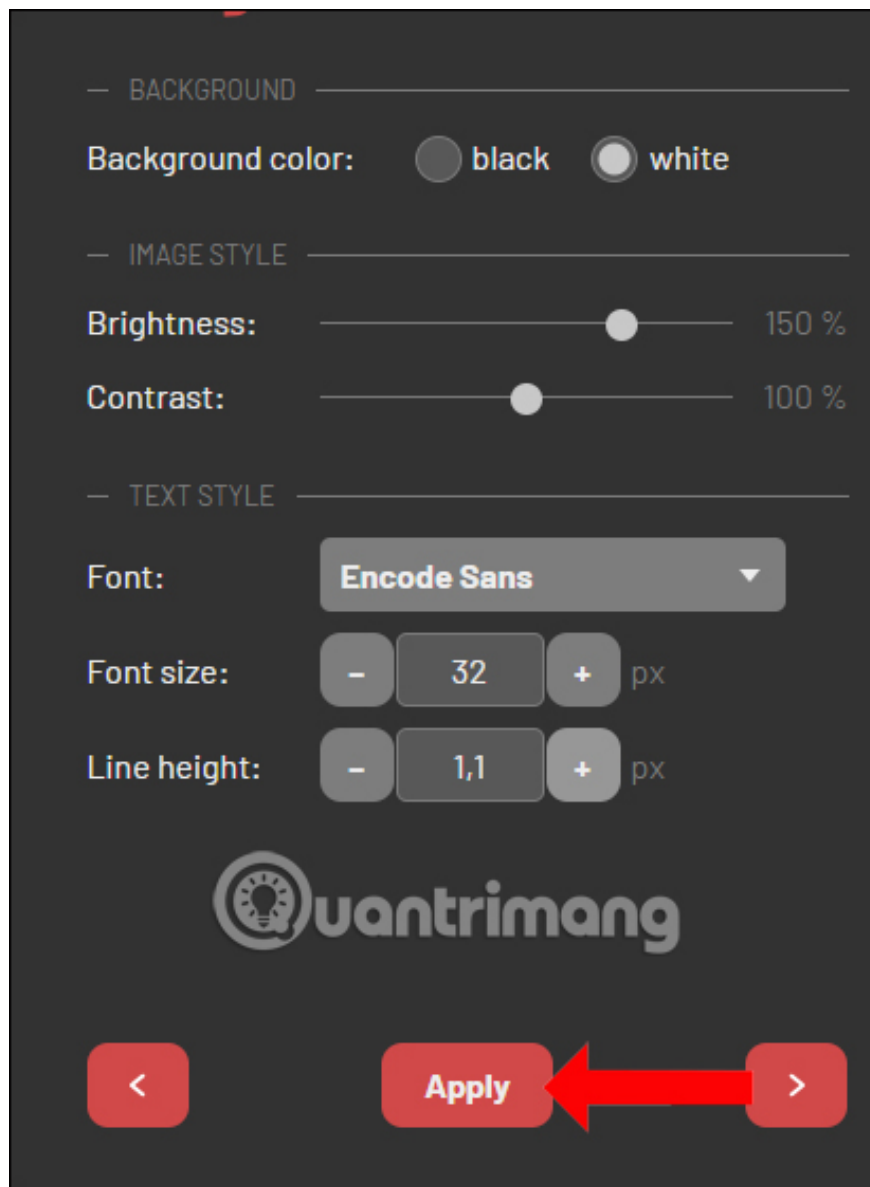 BACKGROUND
Background color: black white
IMAGE STYLE
Brightness: 150 %
Contrast: 100 %
TEXT STYLE
Font: Encode Sans
Font size: - 32 + px
Line height: - 1,1 + px
Quantrimang
< Apply >